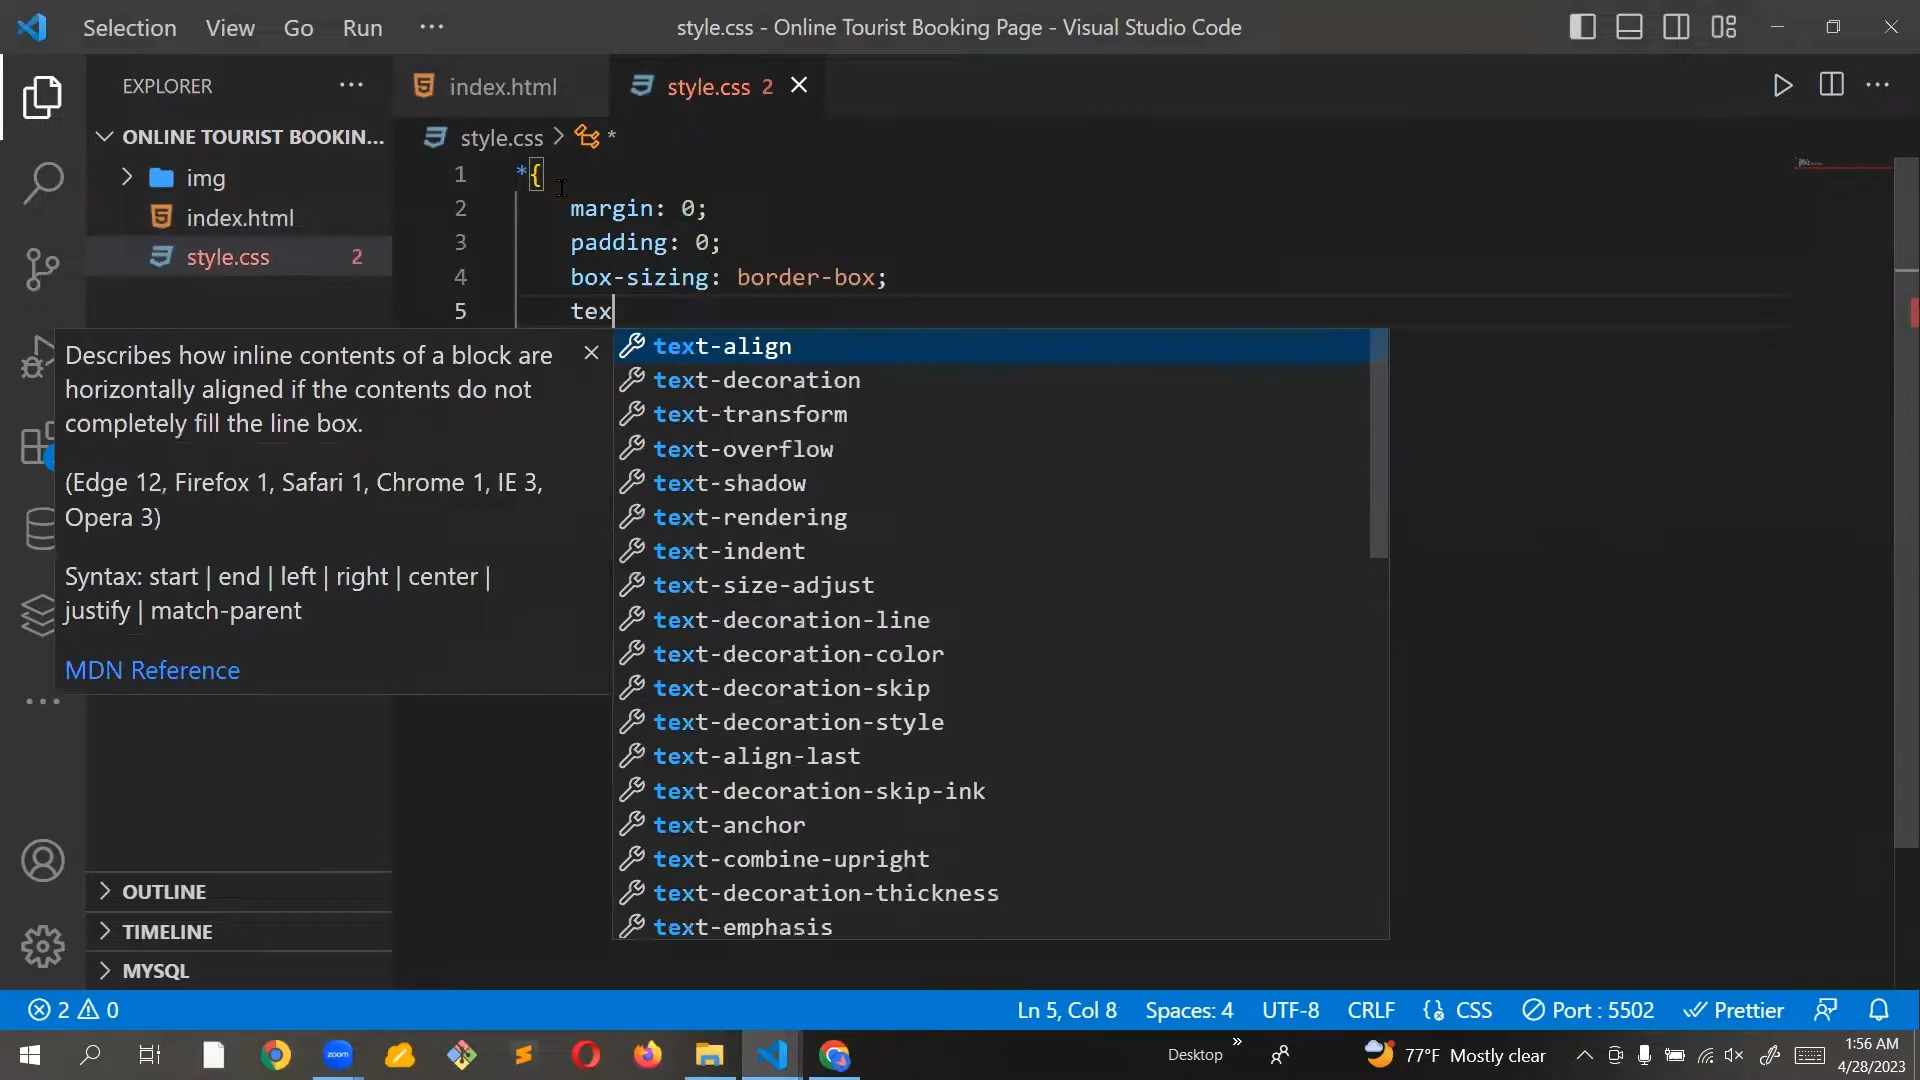 Selection View Go Run ··· style.css - Online Tourist Booking Page - Visual Studio Code
EXPLORER ···
index.html
style.css 2
ONLINE TOURIST BOOKIN...
style.css > *
img
index.html
style.css 2
1 *{
2 margin: 0;
3 padding: 0;
4 box-sizing: border-box;
5 tex
Describes how inline contents of a block are
horizontally aligned if the contents do not
completely fill the line box.
(Edge 12, Firefox 1, Safari 1, Chrome 1, IE 3,
Opera 3)
Syntax: start | end | left | right | center |
justify | match-parent
MDN Reference
text-align
text-decoration
text-transform
text-overflow
text-shadow
text-rendering
text-indent
text-size-adjust
text-decoration-line
text-decoration-color
text-decoration-skip
text-decoration-style
text-align-last
text-decoration-skip-ink
text-anchor
text-combine-upright
text-decoration-thickness
text-emphasis
OUTLINE
TIMELINE
MYSQL
2 0 Ln 5, Col 8 Spaces: 4 UTF-8 CRLF CSS Port : 5502 Prettier
zoom
Desktop
77°F Mostly clear
1:56 AM
4/28/2023